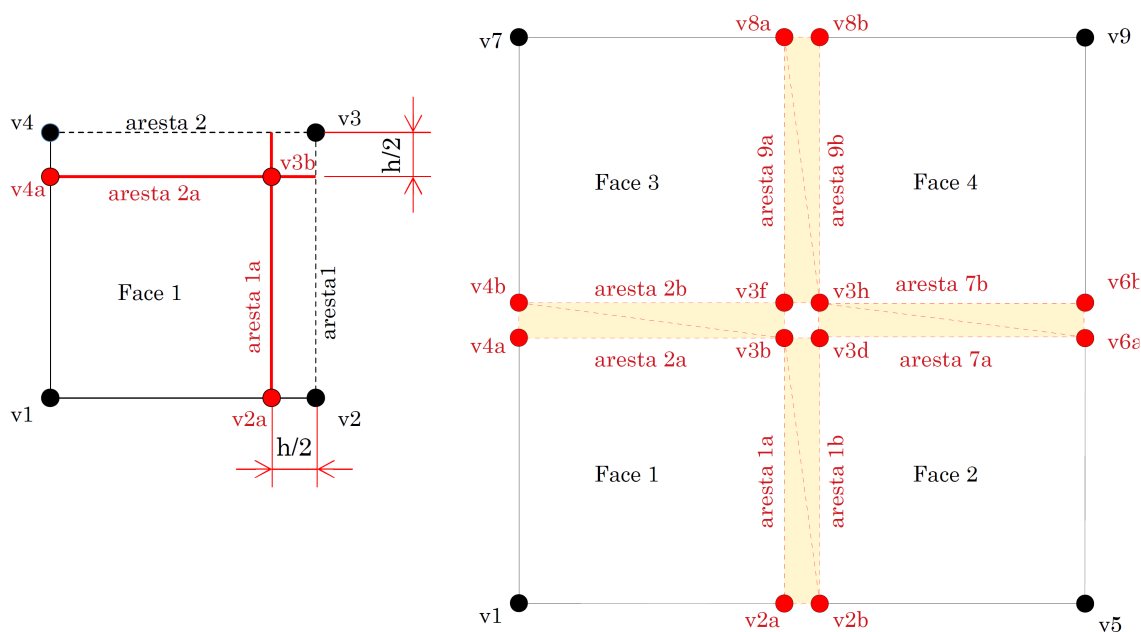 v4
aresta 2
v3
v4a
aresta 2a
v3b
h/2
Face 1
aresta 1a
aresta1
v1
v2a
v2
h/2
v7
v8a
v8b
v9
Face 3
aresta 9a
aresta 9b
Face 4
v4b
aresta 2b
v3f
v3h
aresta 7b
v6b
v4a
aresta 2a
v3b
v3d
aresta 7a
v6a
Face 1
aresta 1a
aresta 1b
Face 2
v1
v2a
v2b
v5